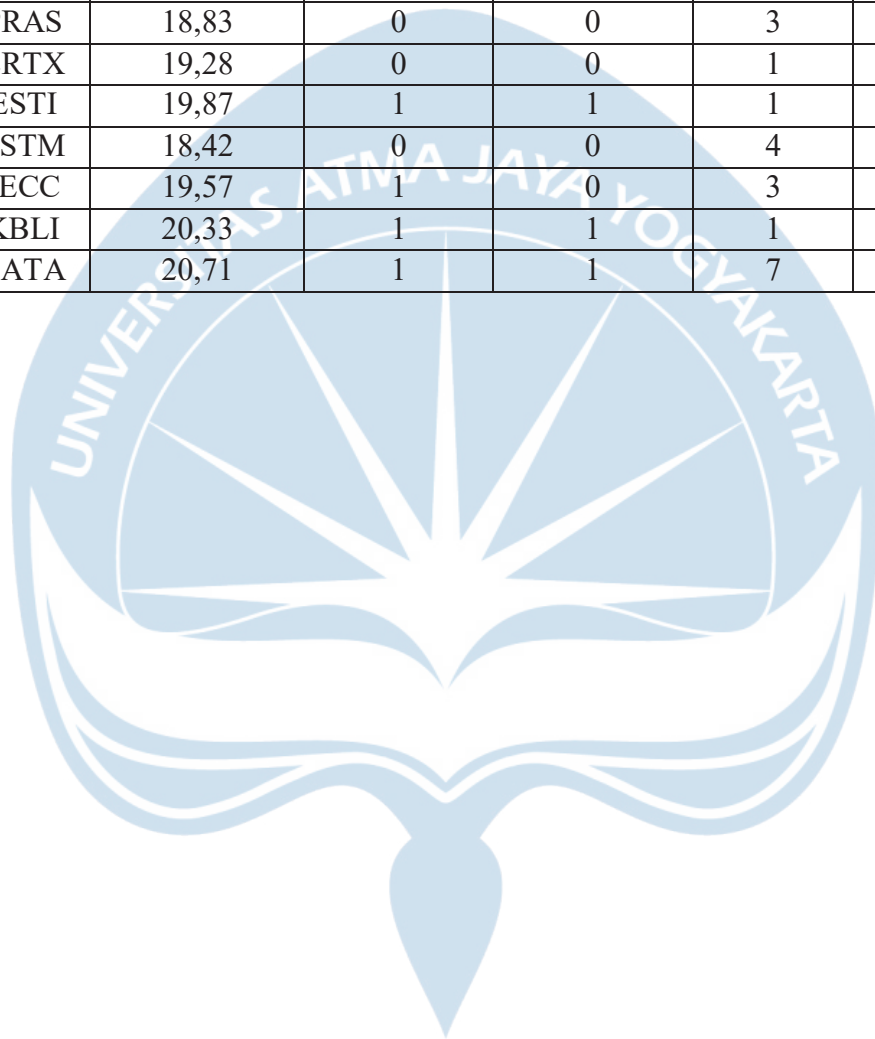 PRAS 18,83 0 0 3
RTX 19,28 0 0 1
ESTI 19,87 1 1 1
STM 18,42 0 0 4
ECC 19,57 1 0 3
KBLI 20,33 1 1 1
ATA 20,71 1 1 7
UNIVERSITAS ATMA JAYA YOGYAKARTA